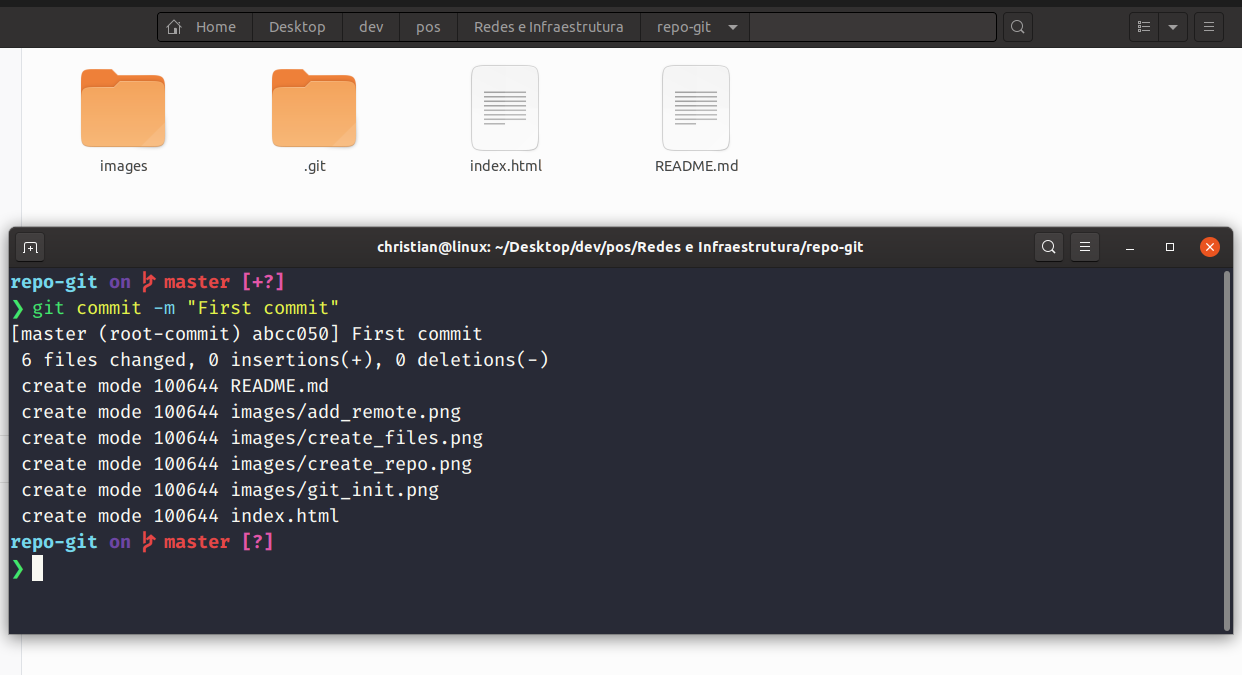 Home Desktop dev pos Redes e Infraestrutura repo-git
images .git index.html README.md
christian@linux: ~/Desktop/dev/pos/Redes e Infraestrutura/repo-git
repo-git on master [+?]
❯ git commit -m "First commit"
[master (root-commit) abcc050] First commit
6 files changed, 0 insertions(+), 0 deletions(-)
create mode 100644 README.md
create mode 100644 images/add_remote.png
create mode 100644 images/create_files.png
create mode 100644 images/create_repo.png
create mode 100644 images/git_init.png
create mode 100644 index.html
repo-git on master [?]
❯